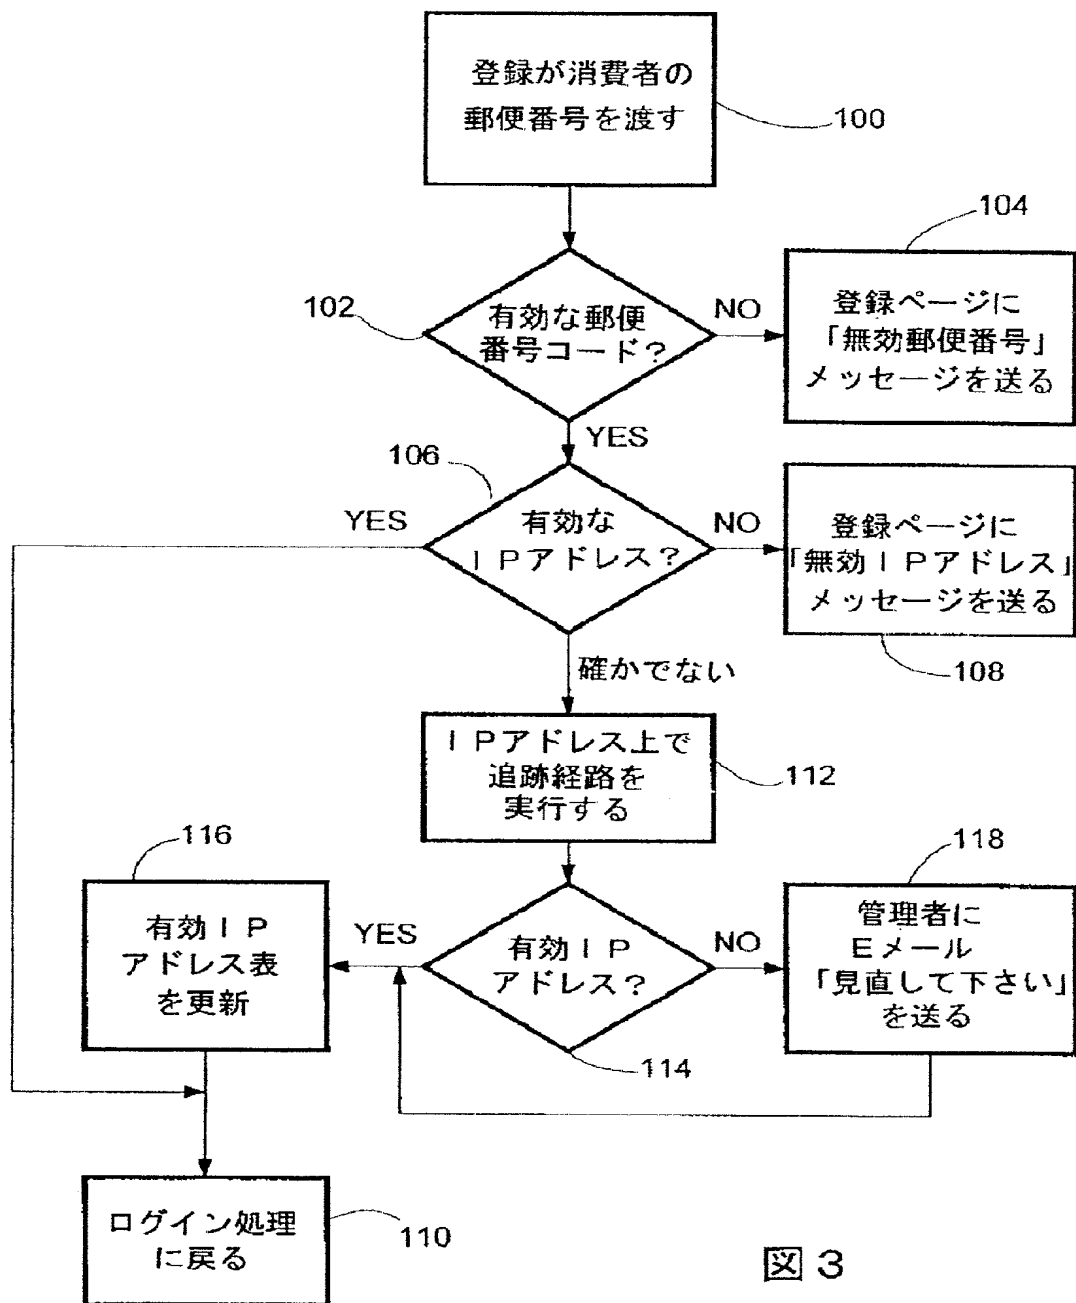 登録が消費者の
郵便番号を渡す
100
104
102
有効な郵便
番号コード？
NO
登録ページに
「無効郵便番号」
メッセージを送る
YES
106
YES
有効な
ＩＰアドレス？
NO
登録ページに
「無効ＩＰアドレス」
メッセージを送る
108
確かでない
ＩＰアドレス上で
追跡経路を
実行する
112
116
118
有効ＩＰ
アドレス表
を更新
YES
有効ＩＰ
アドレス？
NO
管理者に
Ｅメール
「見直して下さい」
を送る
114
ログイン処理
に戻る
110
図３